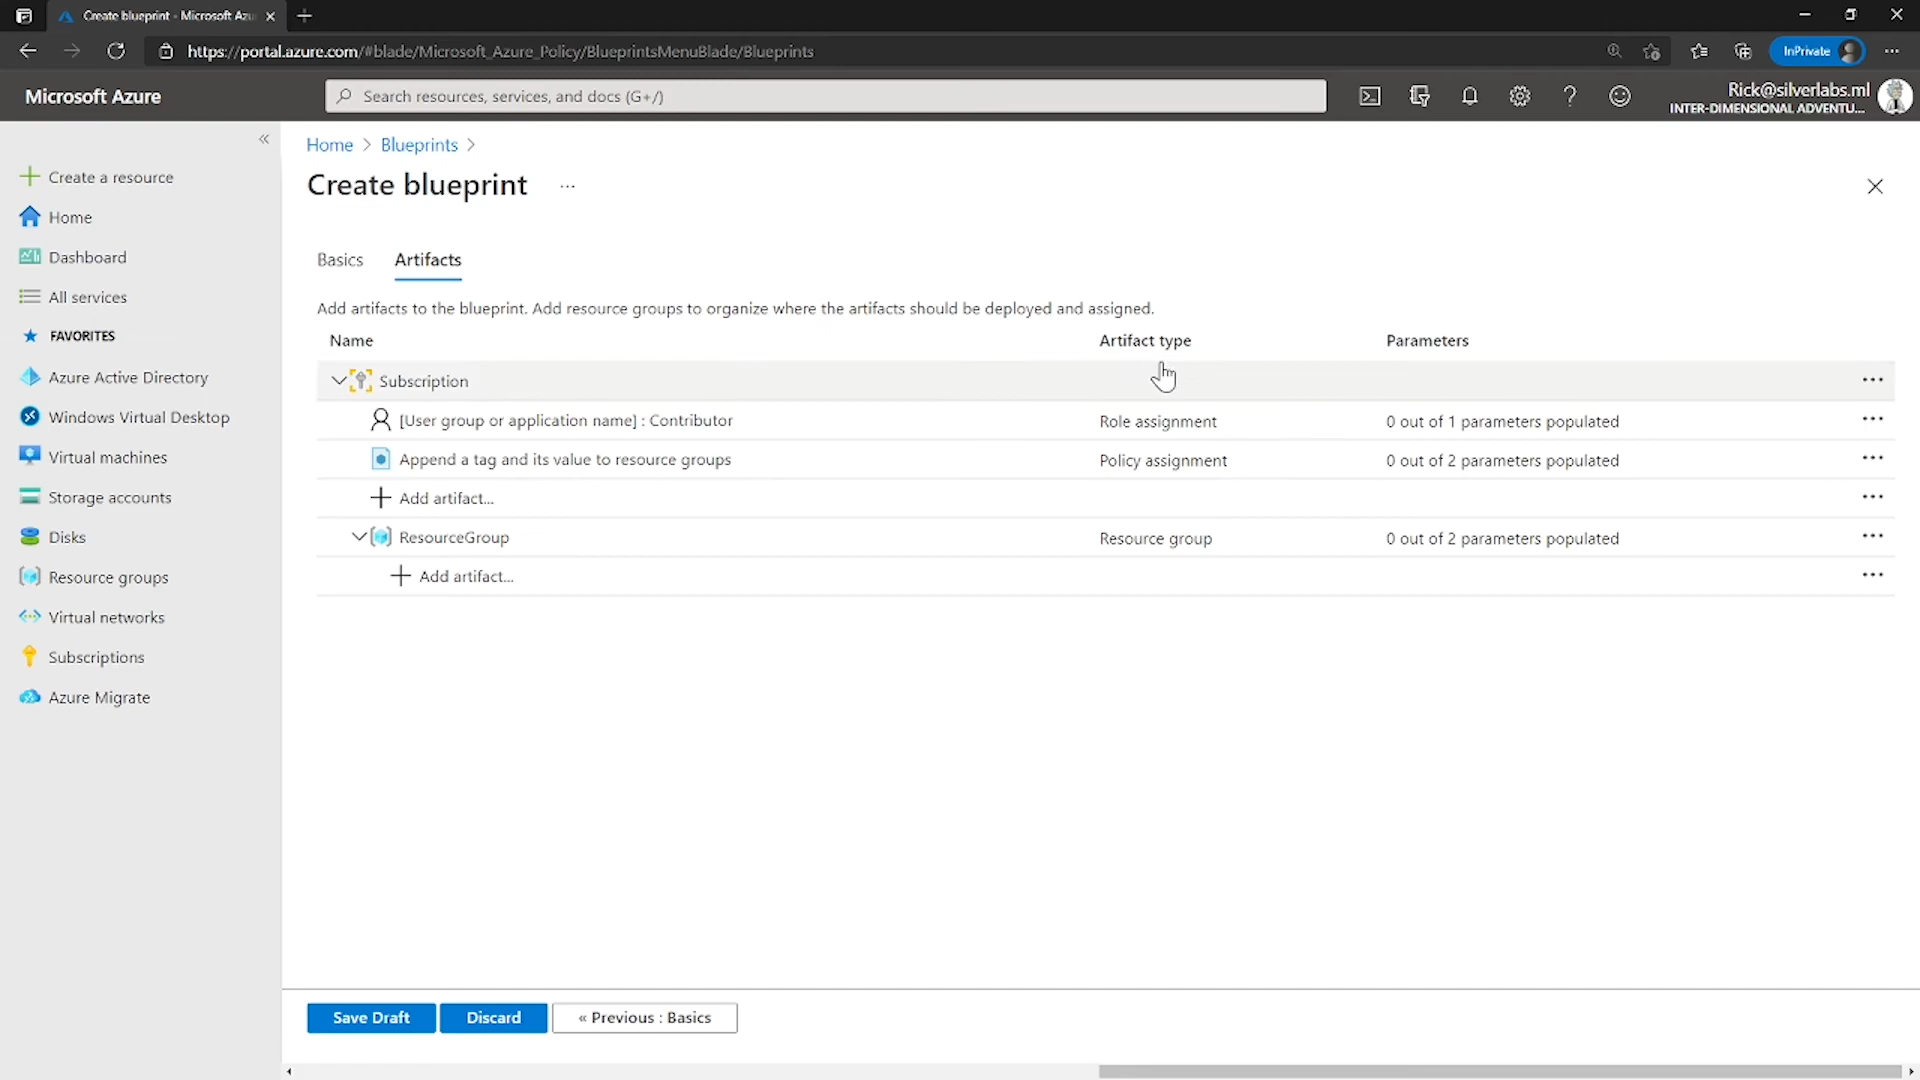 Create blueprint - Microsoft Azu
https://portal.azure.com/#blade/Microsoft_Azure_Policy/BlueprintsMenuBlade/Blueprints
InPrivate
Microsoft Azure
Search resources, services, and docs (G+/)
Rick@silverlabs.ml
INTER-DIMENSIONAL ADVENTU...
Create a resource
Home
Dashboard
All services
FAVORITES
Azure Active Directory
Windows Virtual Desktop
Virtual machines
Storage accounts
Disks
Resource groups
Virtual networks
Subscriptions
Azure Migrate
Home > Blueprints >
Create blueprint ...
Basics Artifacts
Add artifacts to the blueprint. Add resource groups to organize where the artifacts should be deployed and assigned.
Name Artifact type Parameters
Subscription
[User group or application name] : Contributor Role assignment 0 out of 1 parameters populated
Append a tag and its value to resource groups Policy assignment 0 out of 2 parameters populated
Add artifact...
ResourceGroup Resource group 0 out of 2 parameters populated
Add artifact...
Save Draft Discard « Previous : Basics